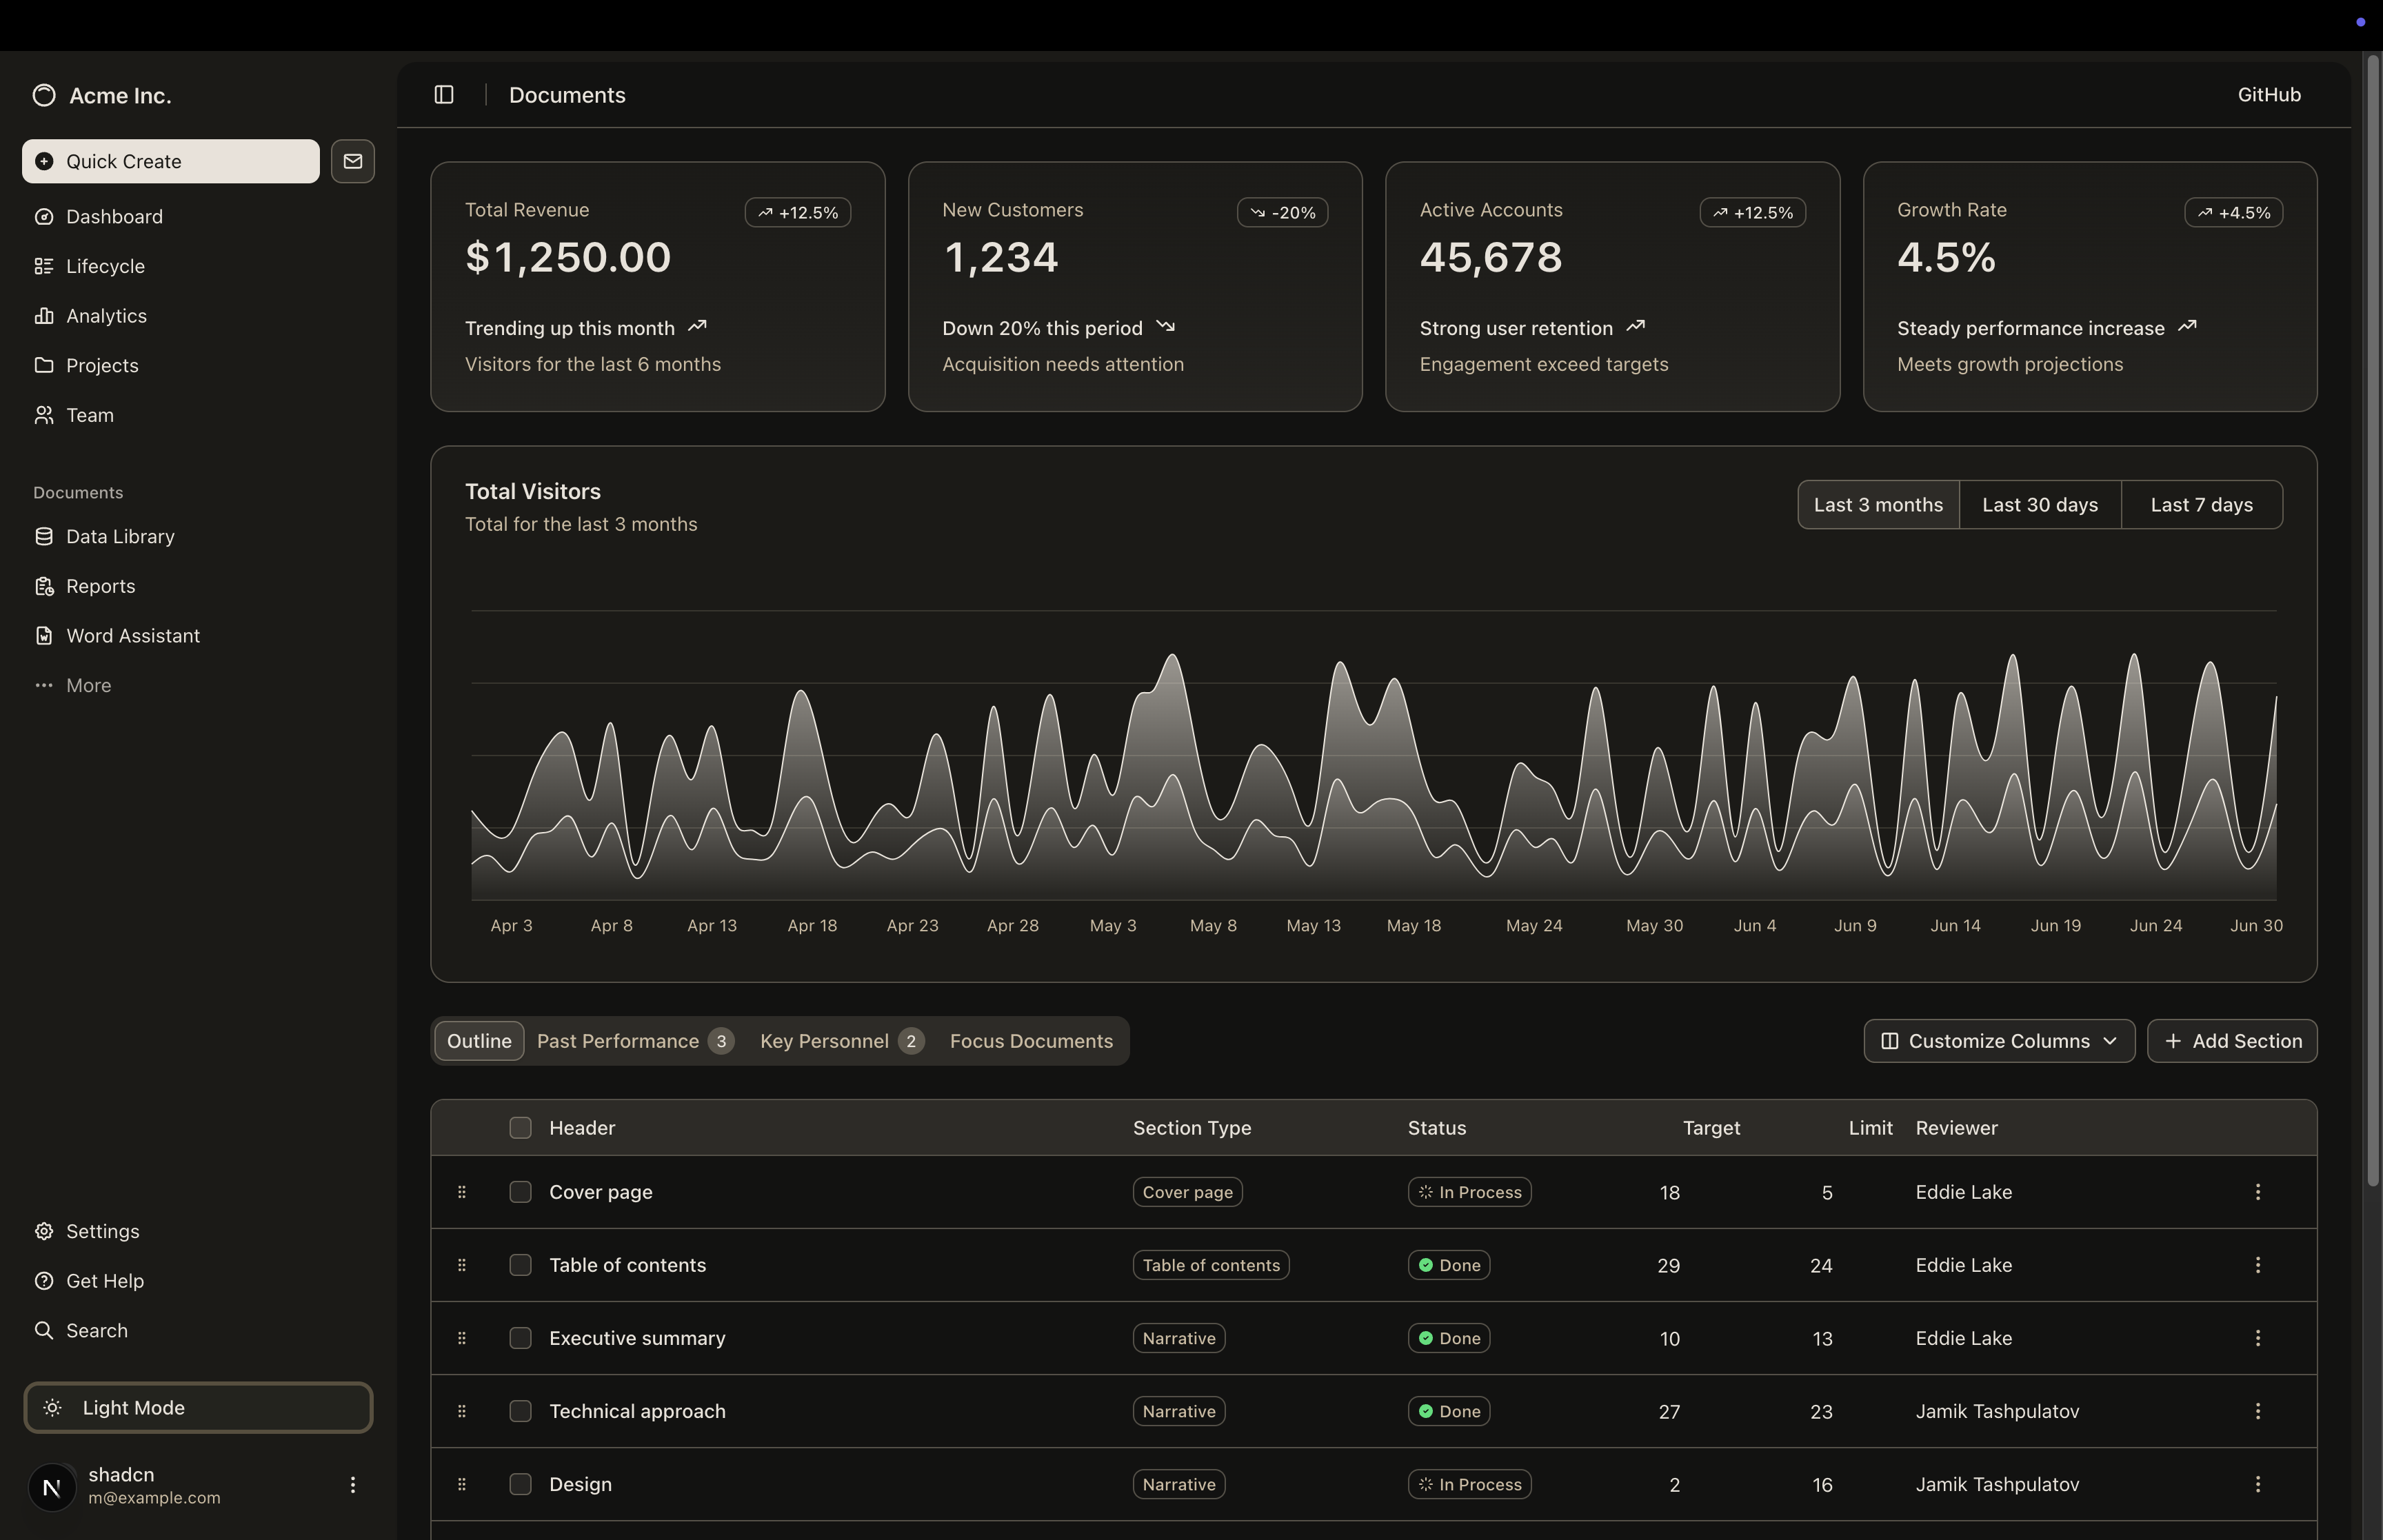 Acme Inc.
Quick Create
Dashboard
Lifecycle
Analytics
Projects
Team
Documents
Data Library
Reports
Word Assistant
More
Settings
Get Help
Search
Light Mode
N
shadcn
m@example.com
Documents
GitHub
Total Revenue
+12.5%
$1,250.00
Trending up this month
Visitors for the last 6 months
New Customers
-20%
1,234
Down 20% this period
Acquisition needs attention
Active Accounts
+12.5%
45,678
Strong user retention
Engagement exceed targets
Growth Rate
+4.5%
4.5%
Steady performance increase
Meets growth projections
Total Visitors
Total for the last 3 months
Last 3 months Last 30 days Last 7 days
Apr 3 Apr 8 Apr 13 Apr 18 Apr 23 Apr 28 May 3 May 8 May 13 May 18 May 24 May 30 Jun 4 Jun 9 Jun 14 Jun 19 Jun 24 Jun 30
Outline Past Performance 3 Key Personnel 2 Focus Documents
Customize Columns Add Section
Header Section Type Status Target Limit Reviewer
Cover page Cover page In Process 18 5 Eddie Lake
Table of contents Table of contents Done 29 24 Eddie Lake
Executive summary Narrative Done 10 13 Eddie Lake
Technical approach Narrative Done 27 23 Jamik Tashpulatov
Design Narrative In Process 2 16 Jamik Tashpulatov